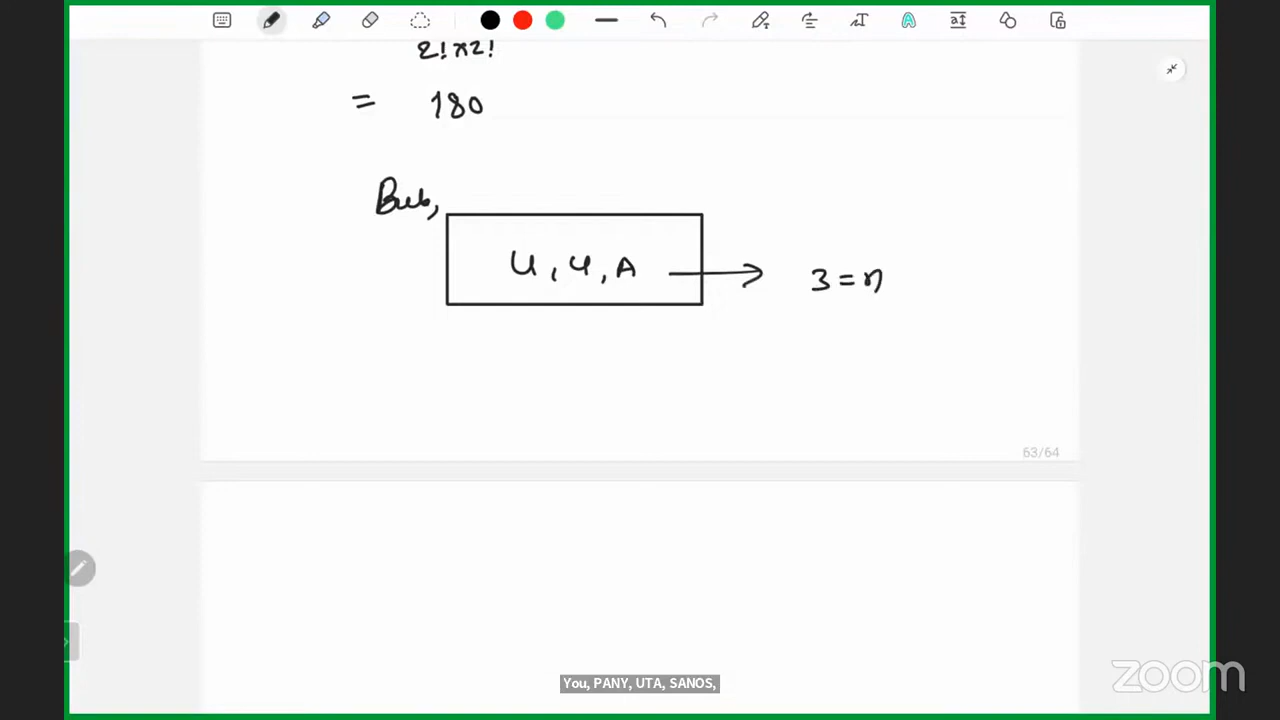 2! x 2!
= 180
But,
U, U, A → 3 = n
63/64
You, PANY, UTA, SANOS,
zoom